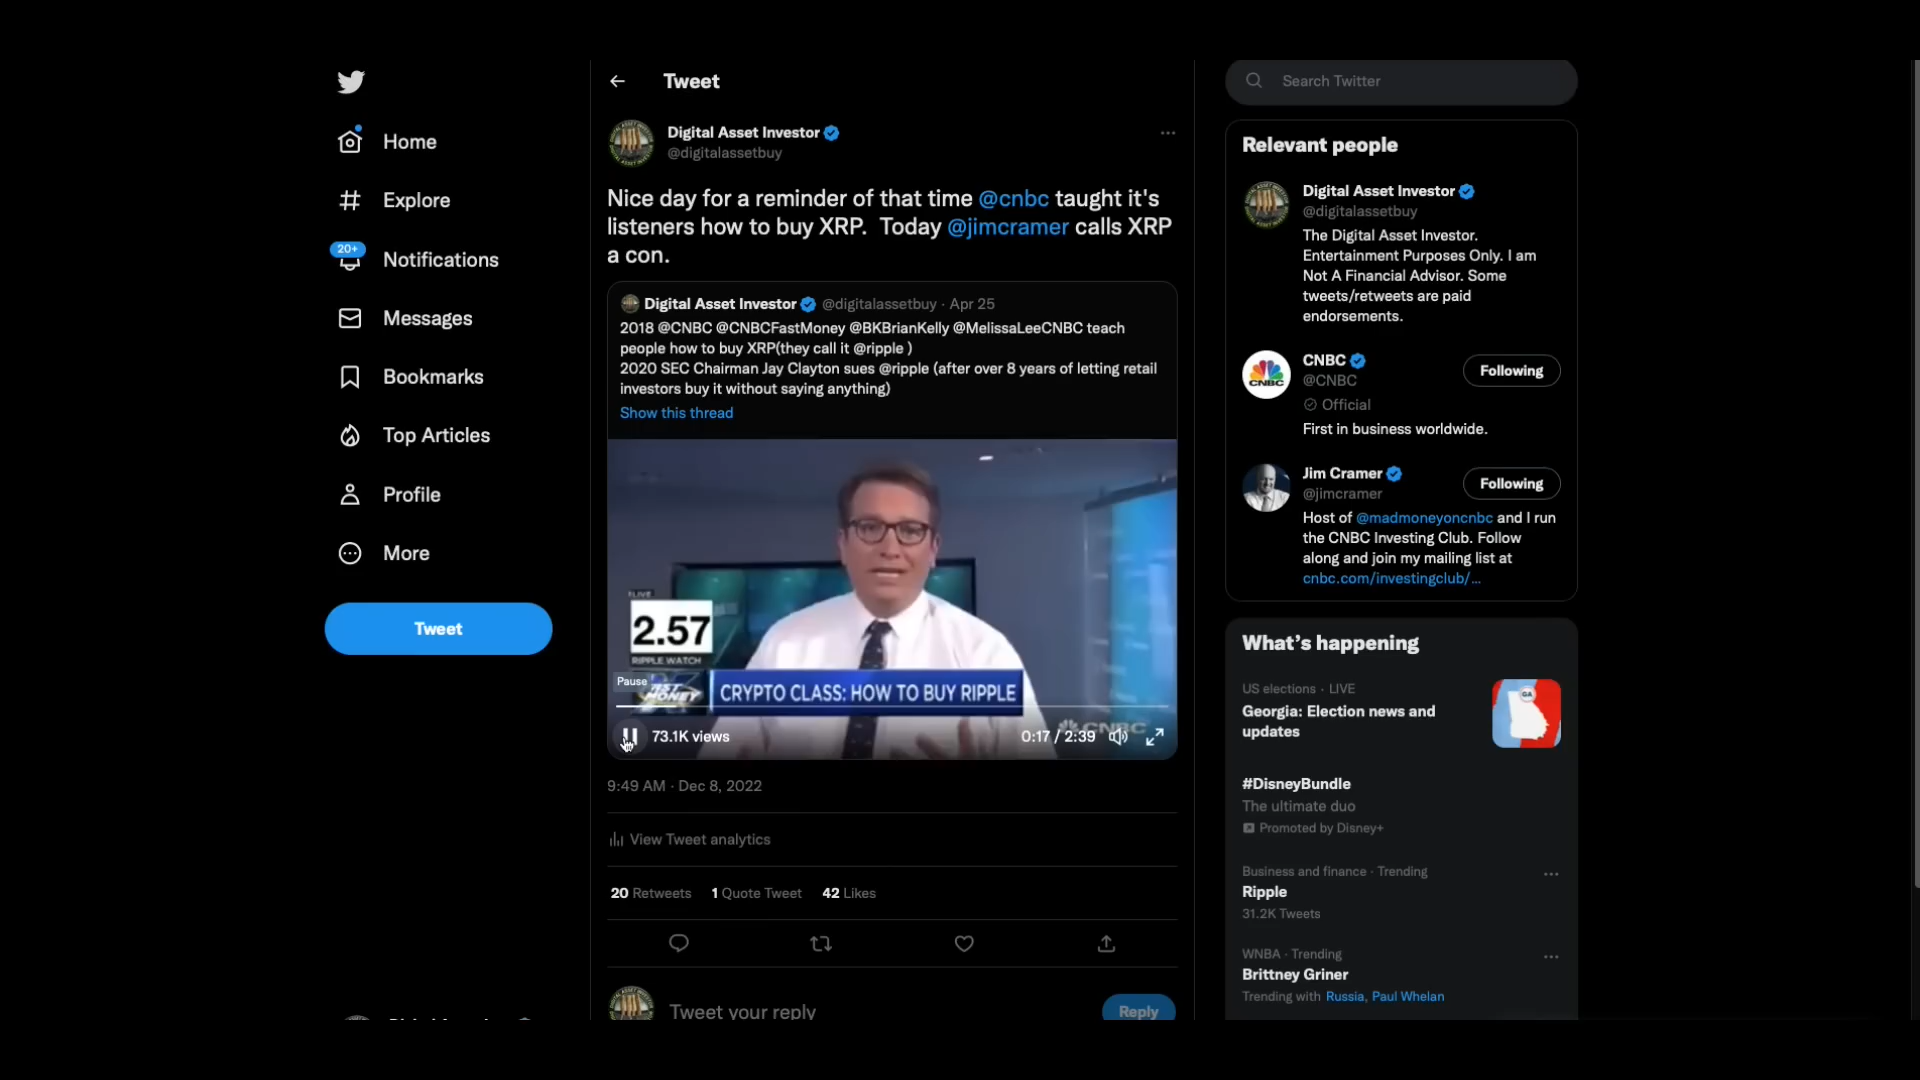 Home
Explore
20+
Notifications
Messages
Bookmarks
Top Articles
Profile
More
Tweet
Tweet
Digital Asset Investor
@digitalassetbuy
Nice day for a reminder of that time @cnbc taught it's
listeners how to buy XRP. Today @jimcramer calls XRP
a con.
Digital Asset Investor @digitalassetbuy · Apr 25
2018 @CNBC @CNBCFastMoney @BKBrianKelly @MelissaLeeCNBC teach
people how to buy XRP(they call it @ripple )
2020 SEC Chairman Jay Clayton sues @ripple (after over 8 years of letting retail
investors buy it without saying anything)
Show this thread
LIVE
2.57
RIPPLE WATCH
Pause
MONEY
CRYPTO CLASS: HOW TO BUY RIPPLE
CNBC
73.1K views
0:17 / 2:39
9:49 AM · Dec 8, 2022
View Tweet analytics
20 Retweets 1 Quote Tweet 42 Likes
Tweet your reply
Reply
Search Twitter
Relevant people
Digital Asset Investor
@digitalassetbuy
The Digital Asset Investor.
Entertainment Purposes Only. I am
Not A Financial Advisor. Some
tweets/retweets are paid
endorsements.
CNBC
CNBC
@CNBC
Following
Official
First in business worldwide.
Jim Cramer
@jimcramer
Following
Host of @madmoneyoncnbc and I run
the CNBC Investing Club. Follow
along and join my mailing list at
cnbc.com/investingclub/...
What's happening
US elections · LIVE
Georgia: Election news and
updates
GA
#DisneyBundle
The ultimate duo
Promoted by Disney+
Business and finance · Trending
Ripple
31.2K Tweets
WNBA · Trending
Brittney Griner
Trending with Russia, Paul Whelan